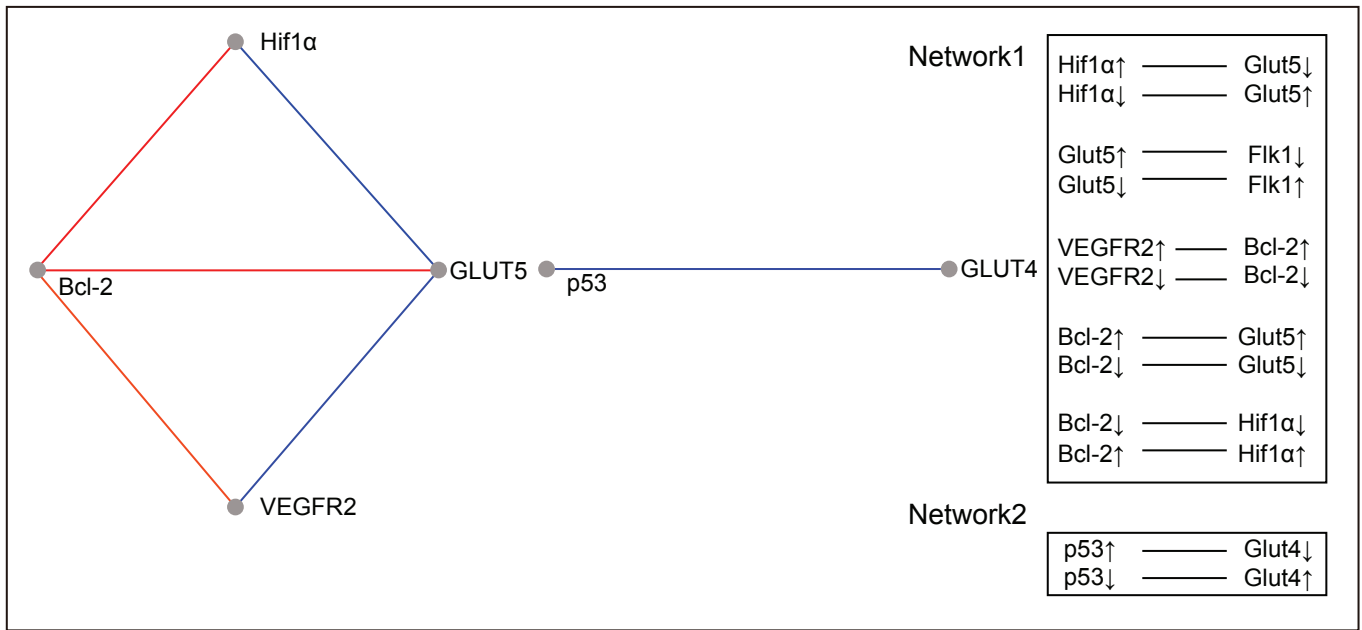 Hif1α
Bcl-2
GLUT5
VEGFR2
p53
GLUT4
Network1
Hif1α↑ Glut5↓
Hif1α↓ Glut5↑
Glut5↑ Flk1↓
Glut5↓ Flk1↑
VEGFR2↑ Bcl-2↑
VEGFR2↓ Bcl-2↓
Bcl-2↑ Glut5↑
Bcl-2↓ Glut5↓
Bcl-2↓ Hif1α↓
Bcl-2↑ Hif1α↑
Network2
p53↑ Glut4↓
p53↓ Glut4↑